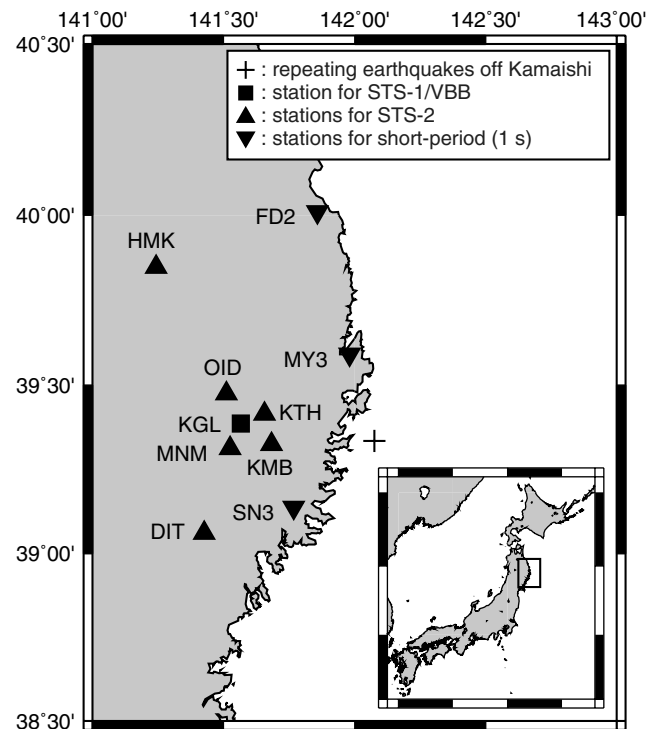 141˚00' 141˚30' 142˚00' 142˚30' 143˚00'
40˚30'
: repeating earthquakes off Kamaishi
: station for STS-1/VBB
: stations for STS-2
: stations for short-period (1 s)
40˚00'
FD2
HMK
MY3
OID
39˚30'
KTH
KGL
MNM
KMB
SN3
DIT
39˚00'
38˚30'